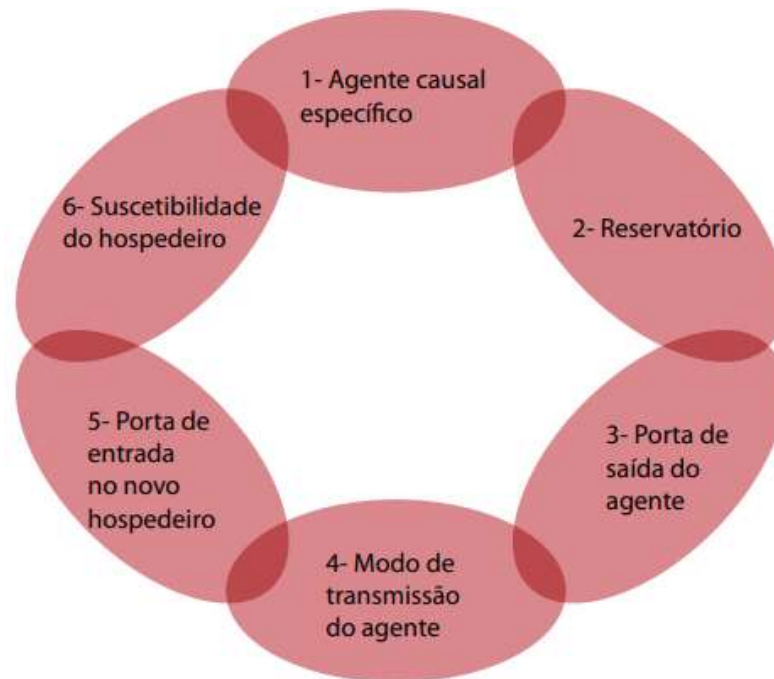 1- Agente causal
específico
2- Reservatório
3- Porta de
saída do
agente
4- Modo de
transmissão
do agente
5- Porta de
entrada
no novo
hospedeiro
6- Suscetibilidade
do hospedeiro